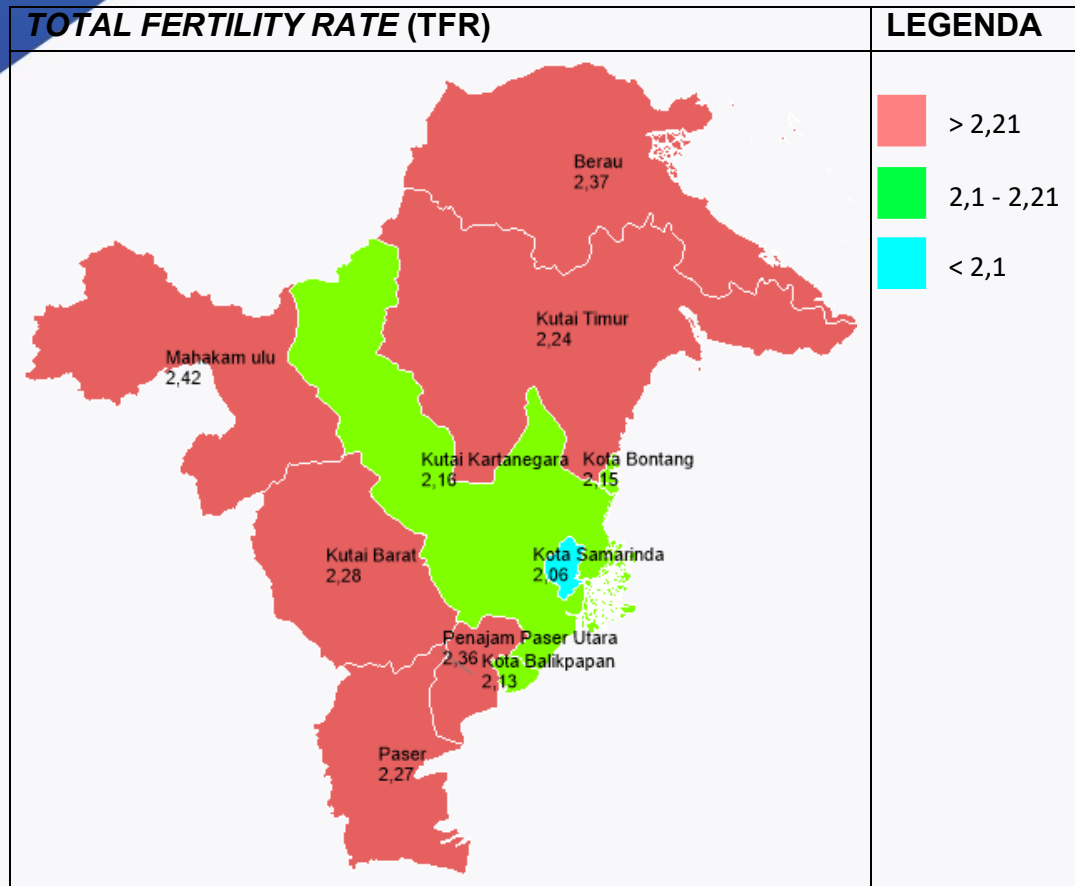 TOTAL FERTILITY RATE (TFR)
LEGENDA
> 2,21
2,1 - 2,21
< 2,1
Berau
2,37
Kutai Timur
2,24
Mahakam ulu
2,42
Kutai Kartanegara
2,16
Kota Bontang
2,15
Kutai Barat
2,28
Kota Samarinda
2,06
Penajam Paser Utara
2,36
Kota Balikpapan
2,13
Paser
2,27